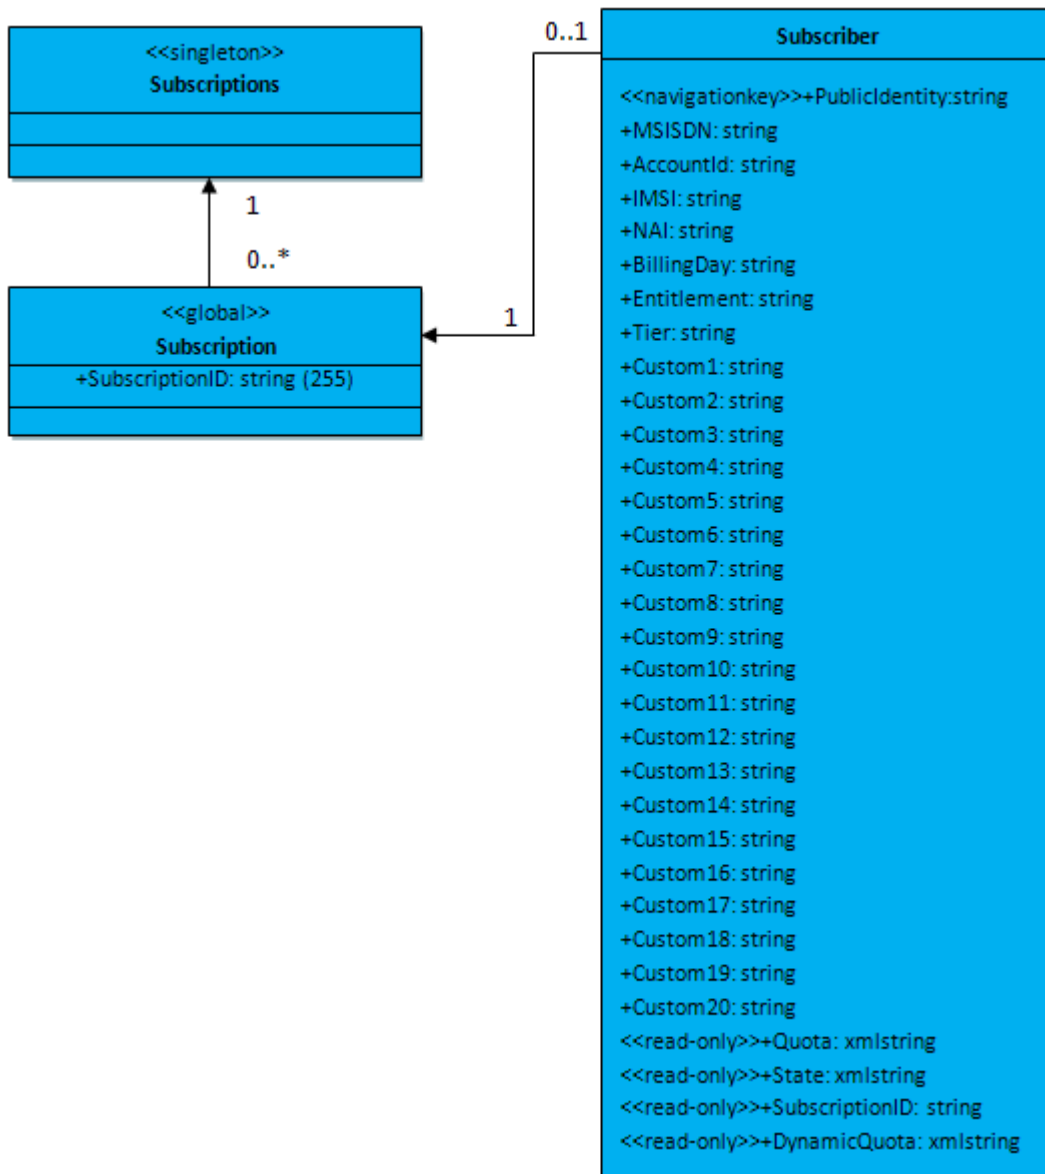 <<singleton>>
Subscriptions
1
0..*
<<global>>
Subscription
+SubscriptionID: string (255)
1
0..1
Subscriber
<<navigationkey>>+PublicIdentity:string
+MSISDN: string
+AccountId: string
+IMSI: string
+NAI: string
+BillingDay: string
+Entitlement: string
+Tier: string
+Custom1: string
+Custom2: string
+Custom3: string
+Custom4: string
+Custom5: string
+Custom6: string
+Custom7: string
+Custom8: string
+Custom9: string
+Custom10: string
+Custom11: string
+Custom12: string
+Custom13: string
+Custom14: string
+Custom15: string
+Custom16: string
+Custom17: string
+Custom18: string
+Custom19: string
+Custom20: string
<<read-only>>+Quota: xmlstring
<<read-only>>+State: xmlstring
<<read-only>>+SubscriptionID: string
<<read-only>>+DynamicQuota: xmlstring